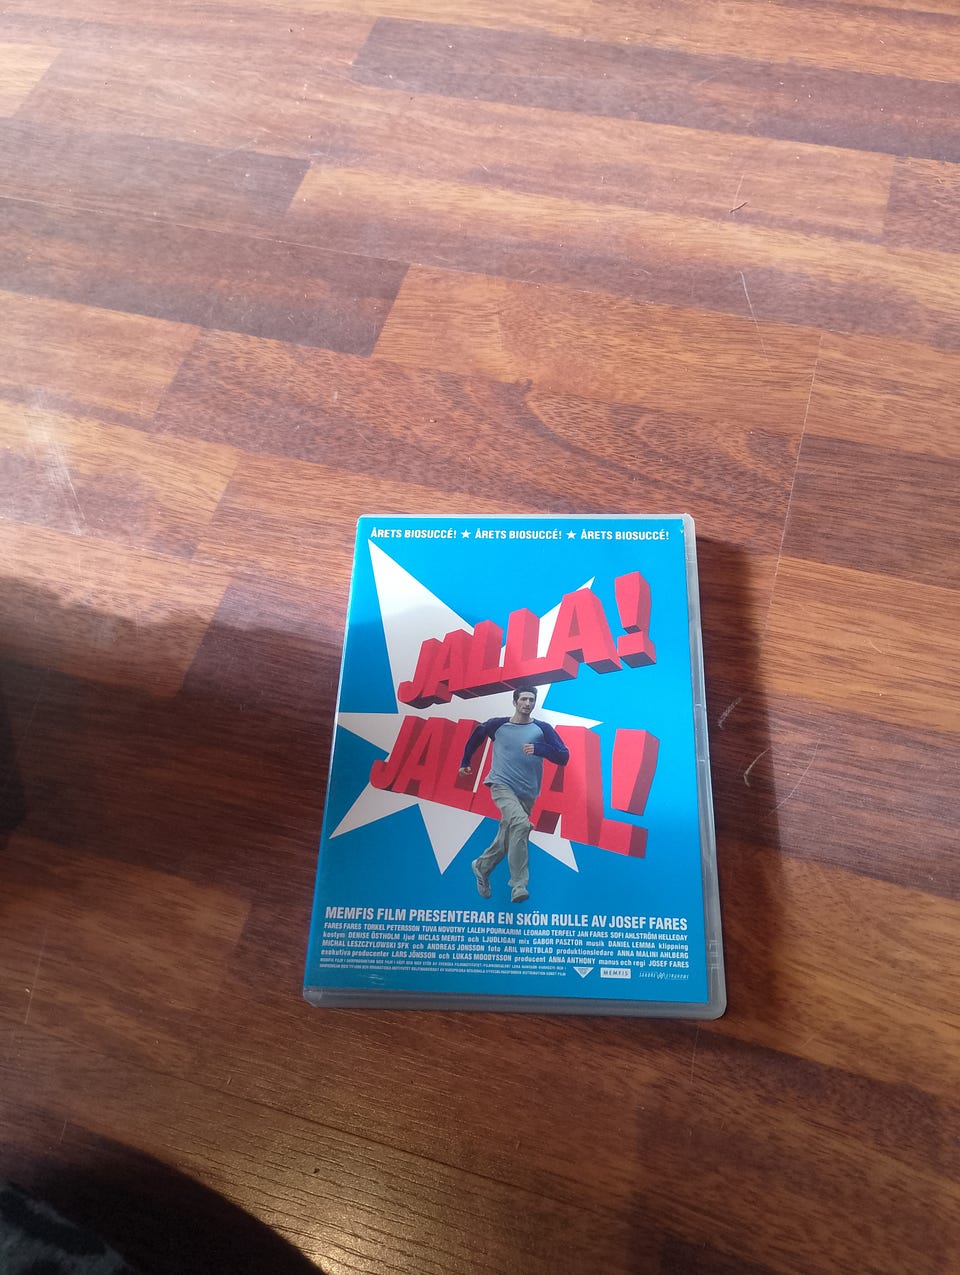 ÅRETS BIOSUCCÉ! ★ ÅRETS BIOSUCCÉ! ★ ÅRETS BIOSUCCÉ!
JALLA!
JALLA!
MEMFIS FILM PRESENTERAR EN SKÖN RULLE AV JOSEF FARES
FARES FARES TORKEL PETERSSON TUVA NOVOTNY LALEH POURKARIM LEONARD TERFELT JAN FARES SOFI AHLSTRÖM HELLEDAY
kostym DENISE ÖSTHOLM ljud NICLAS MERITS och LJUDLIGAN mix GABOR PASZTOR musik DANIEL LEMMA klippning
MICHAL LESZCZYLOWSKI SFK och ANDREAS JONSSON foto ARIL WRETBLAD produktionsledare ANNA MALINI AHLBERG
exekutiva producenter LARS JÖNSSON och LUKAS MOODYSSON producent ANNA ANTHONY manus och regi JOSEF FARES
MEMFIS